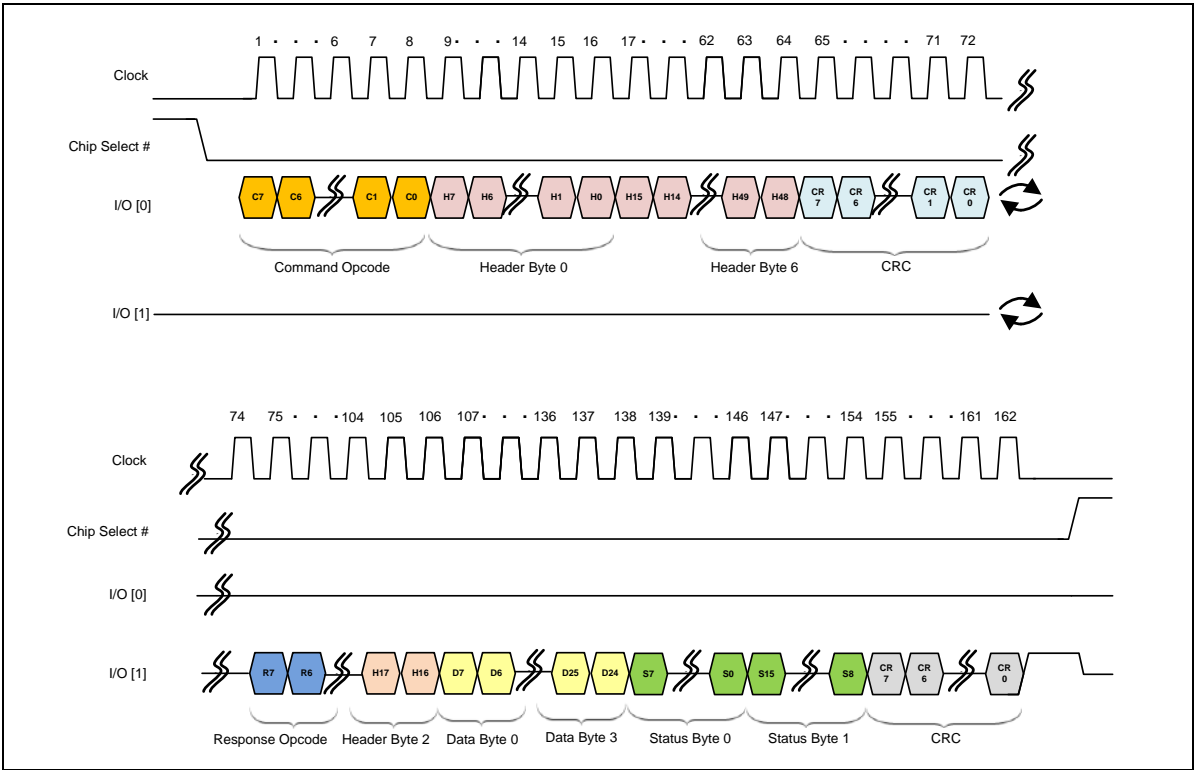 1 · · · 6 7 8 9 · · · 14 15 16 17 · · · 62 63 64 65 · · · · 71 72
Clock
Chip Select #
I/O [0]
C7 C6 C1 C0 H7 H6 H1 H0 H15 H14 H49 H48 CR 7 CR 6 CR 1 CR 0
Command Opcode Header Byte 0 Header Byte 6 CRC
I/O [1]
74 75 · · · 104 105 106 107 · · · 136 137 138 139 · · · 146 147 · · · 154 155 · · · 161 162
Clock
Chip Select #
I/O [0]
I/O [1]
R7 R6 H17 H16 D7 D6 D25 D24 S7 S0 S15 S8 CR 7 CR 6 CR 0
Response Opcode Header Byte 2 Data Byte 0 Data Byte 3 Status Byte 0 Status Byte 1 CRC